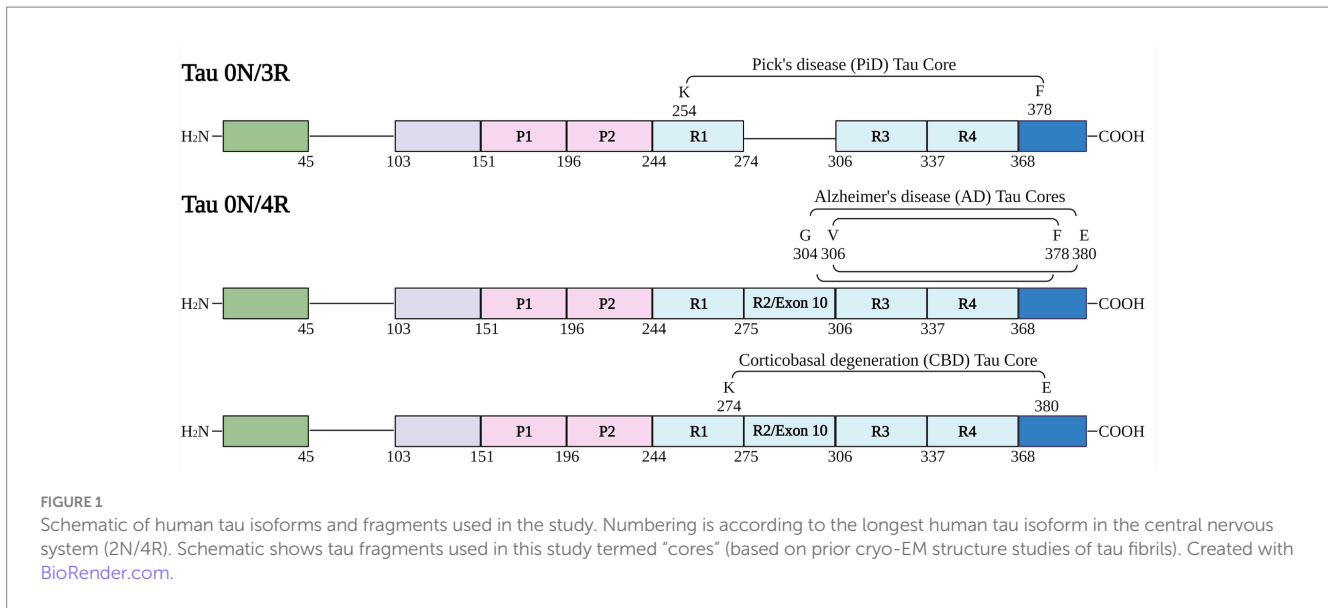 Tau 0N/3R
Pick's disease (PiD) Tau Core
K F
254 378
H2N P1 P2 R1 R3 R4 COOH
45 103 151 196 244 274 306 337 368
Tau 0N/4R
Alzheimer's disease (AD) Tau Cores
G V F E
304 306 378 380
H2N P1 P2 R1 R2/Exon 10 R3 R4 COOH
45 103 151 196 244 275 306 337 368
Corticobasal degeneration (CBD) Tau Core
K E
274 380
H2N P1 P2 R1 R2/Exon 10 R3 R4 COOH
45 103 151 196 244 275 306 337 368
FIGURE 1
Schematic of human tau isoforms and fragments used in the study. Numbering is according to the longest human tau isoform in the central nervous
system (2N/4R). Schematic shows tau fragments used in this study termed “cores” (based on prior cryo-EM structure studies of tau fibrils). Created with
BioRender.com.